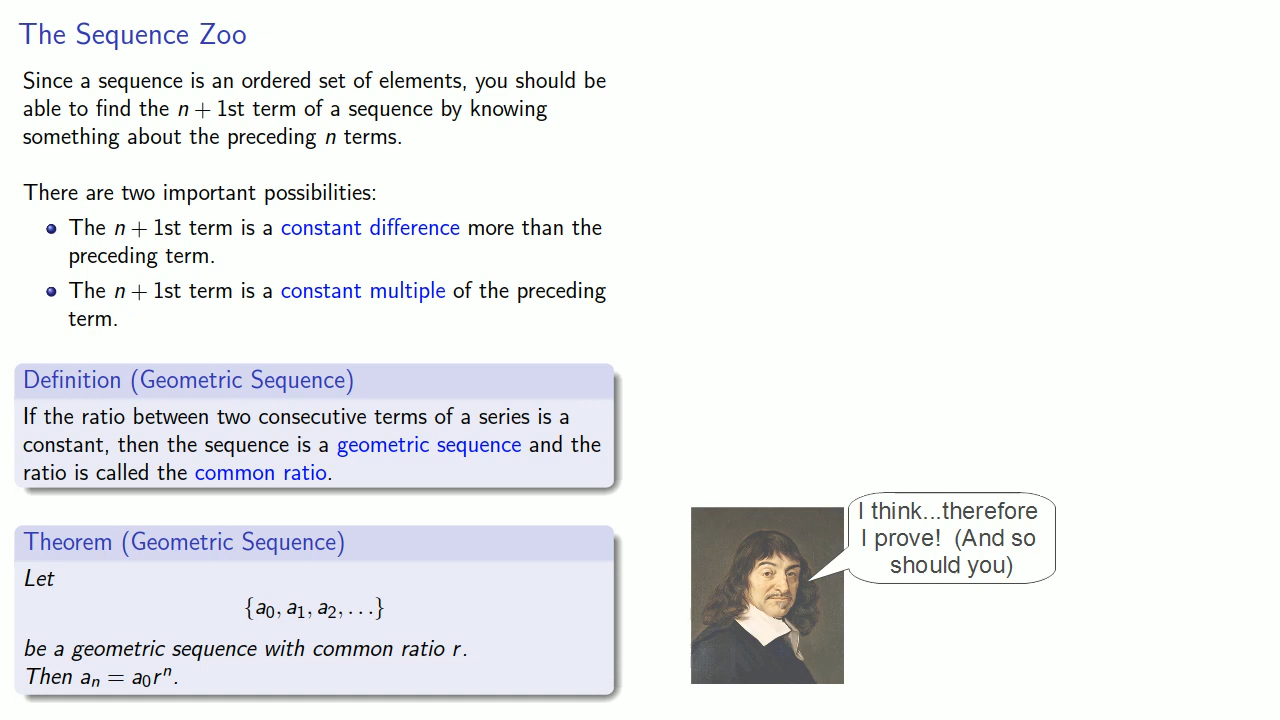 The Sequence Zoo
Since a sequence is an ordered set of elements, you should be
able to find the n + 1st term of a sequence by knowing
something about the preceding n terms.
There are two important possibilities:
The n + 1st term is a constant difference more than the
preceding term.
The n + 1st term is a constant multiple of the preceding
term.
Definition (Geometric Sequence)
If the ratio between two consecutive terms of a series is a
constant, then the sequence is a geometric sequence and the
ratio is called the common ratio.
Theorem (Geometric Sequence)
Let
{a₀, a₁, a₂, . . .}
be a geometric sequence with common ratio r.
Then aₙ = a₀rⁿ.
I think...therefore
I prove! (And so
should you)